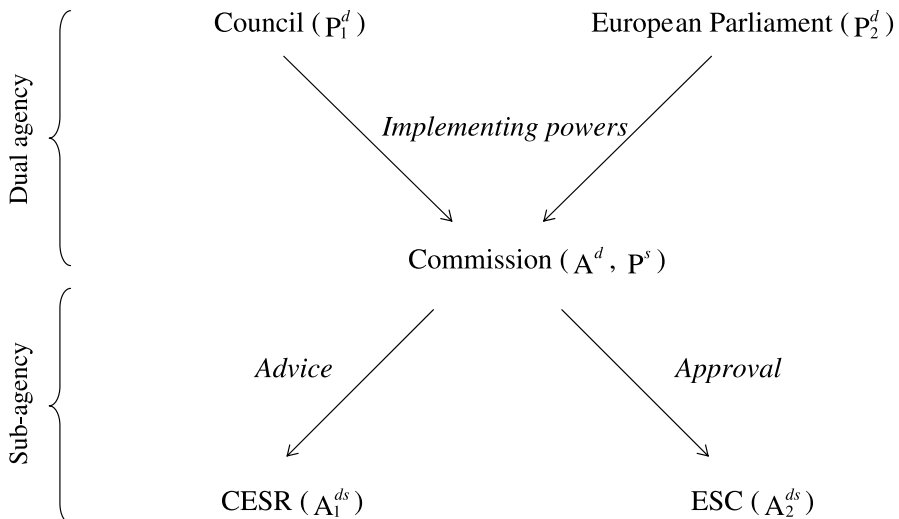 Council ( P₁ᵈ )
European Parliament ( P₂ᵈ )
Dual agency
Implementing powers
Commission ( Aᵈ , Pˢ )
Sub-agency
Advice
Approval
CESR ( A₁ᵈˢ )
ESC ( A₂ᵈˢ )